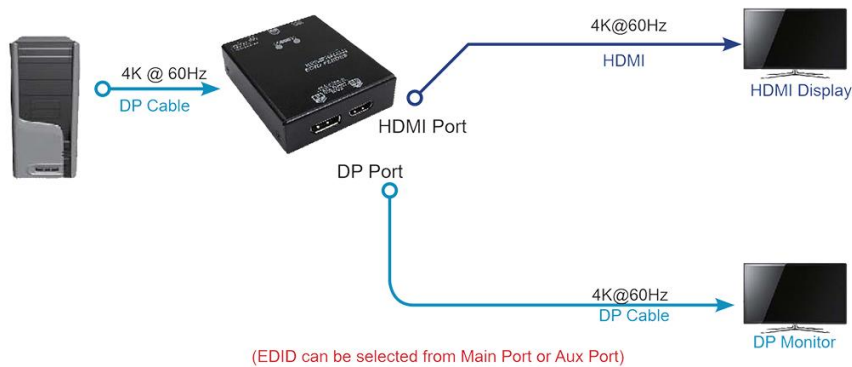 4K @ 60Hz
DP Cable
HDMI Port
DP Port
4K@60Hz
HDMI
HDMI Display
4K@60Hz
DP Cable
DP Monitor
(EDID can be selected from Main Port or Aux Port)